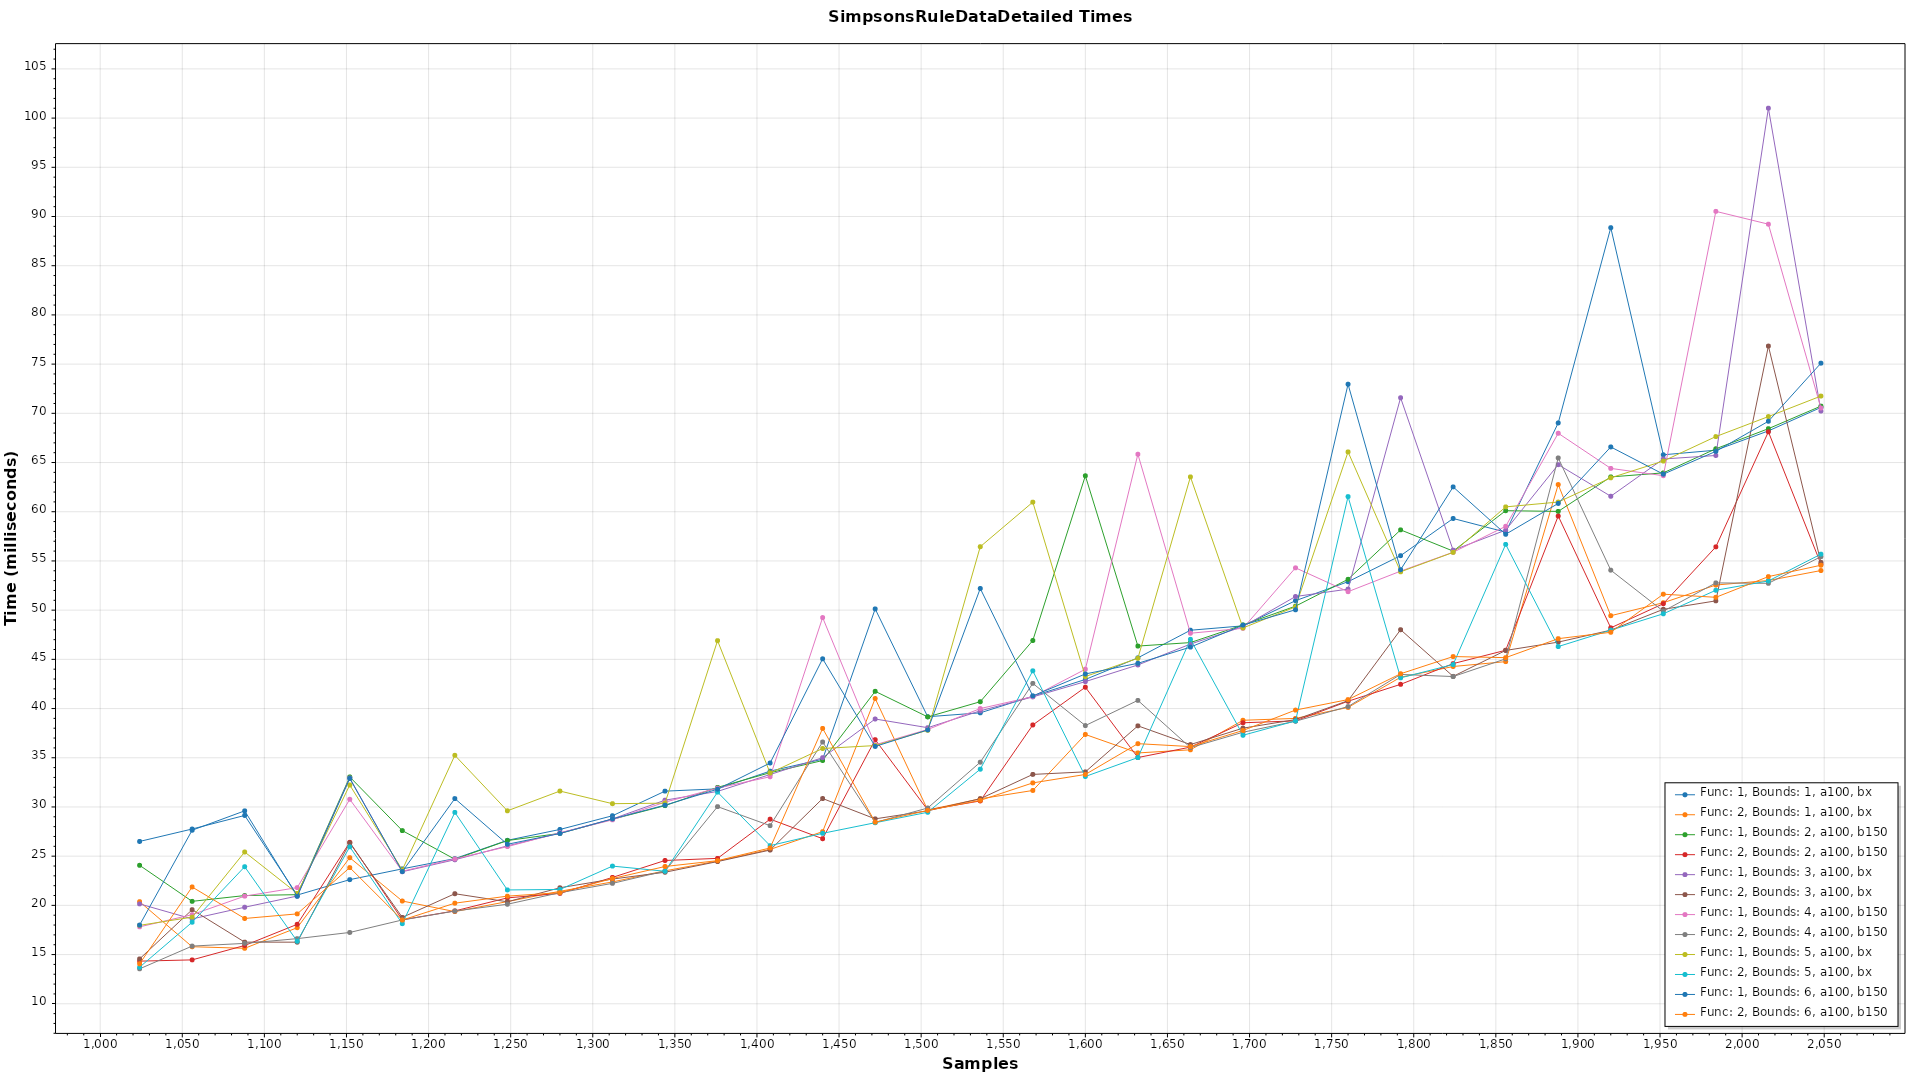 SimpsonsRuleDataDetailed Times
105
100
95
90
85
80
75
70
65
60
55
50
45
40
35
30
25
20
15
10
Time (milliseconds)
Func: 1, Bounds: 1, a100, bx
Func: 2, Bounds: 1, a100, bx
Func: 1, Bounds: 2, a100, b150
Func: 2, Bounds: 2, a100, b150
Func: 1, Bounds: 3, a100, bx
Func: 2, Bounds: 3, a100, bx
Func: 1, Bounds: 4, a100, b150
Func: 2, Bounds: 4, a100, b150
Func: 1, Bounds: 5, a100, bx
Func: 2, Bounds: 5, a100, bx
Func: 1, Bounds: 6, a100, b150
Func: 2, Bounds: 6, a100, b150
1,000 1,050 1,100 1,150 1,200 1,250 1,300 1,350 1,400 1,450 1,500 1,550 1,600 1,650 1,700 1,750 1,800 1,850 1,900 1,950 2,000 2,050
Samples